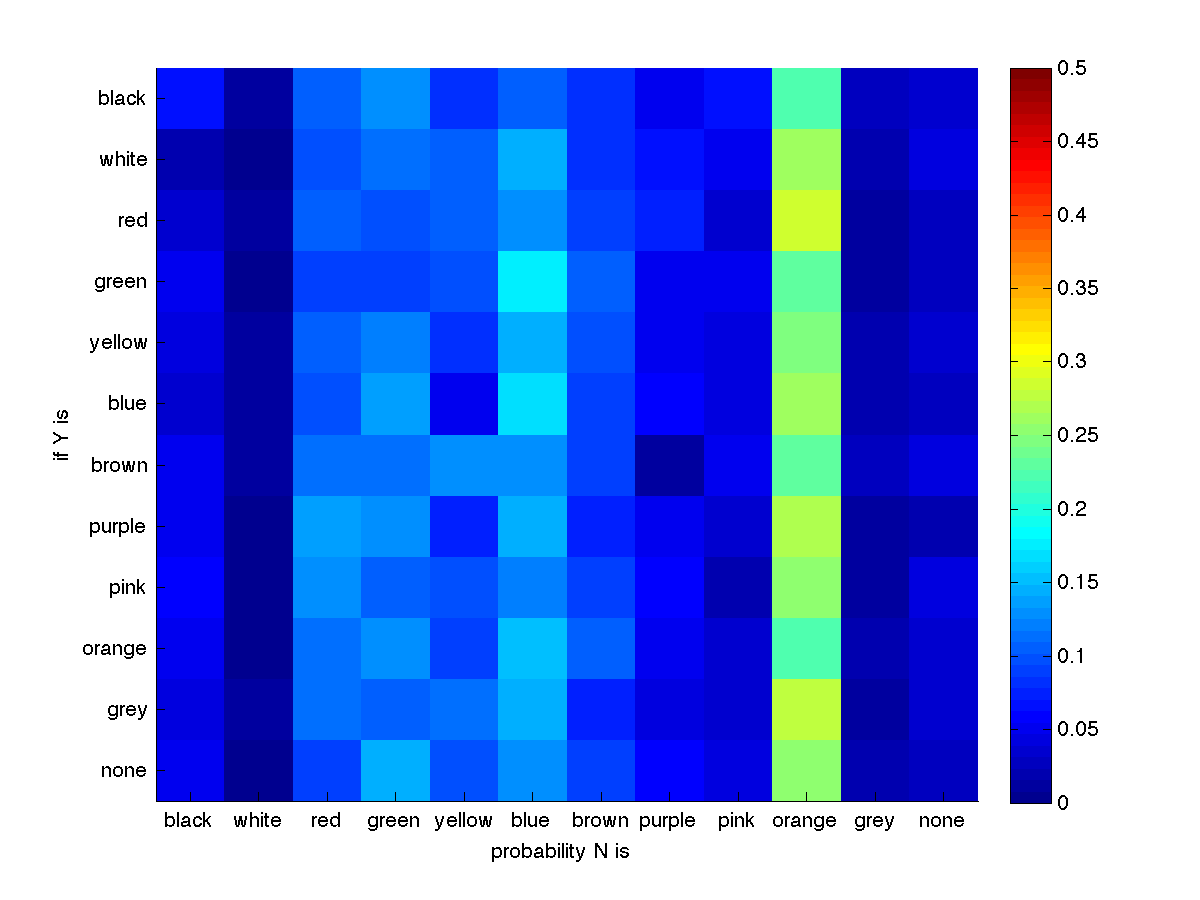 black
white
red
green
yellow
blue
brown
purple
pink
orange
grey
none
if Y is
black white red green yellow blue brown purple pink orange grey none
probability N is
0.5
0.45
0.4
0.35
0.3
0.25
0.2
0.15
0.1
0.05
0